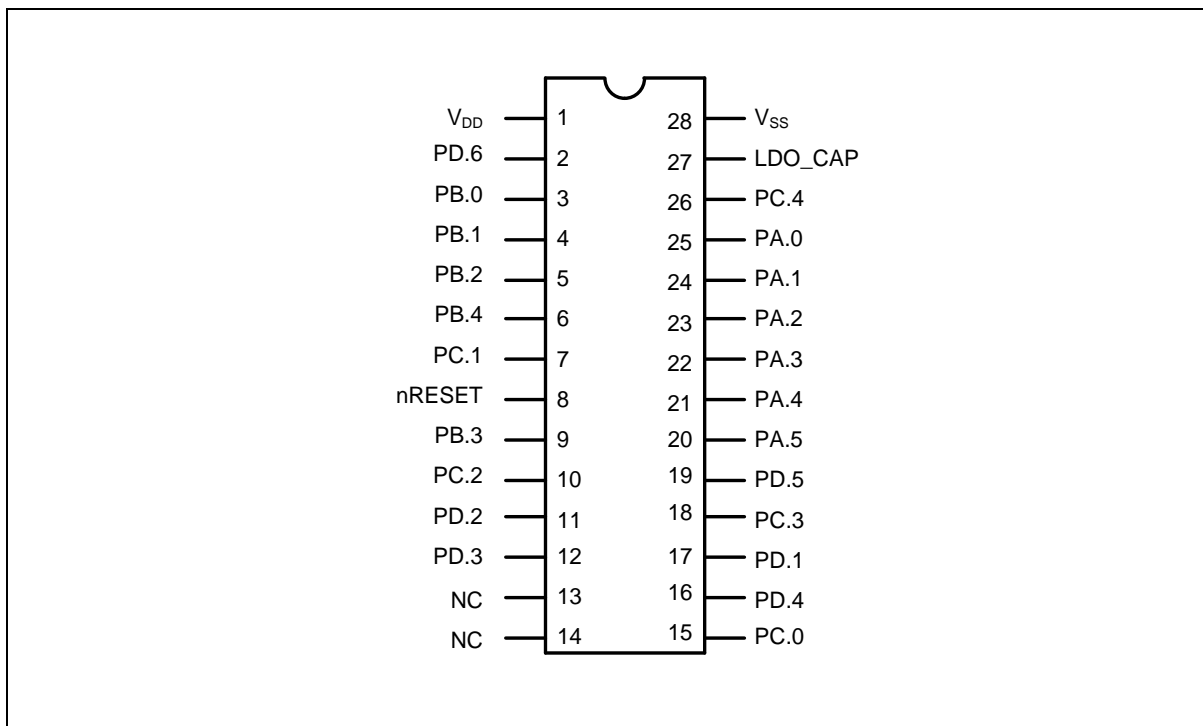 V_DD 1 28 V_SS
PD.6 2 27 LDO_CAP
PB.0 3 26 PC.4
PB.1 4 25 PA.0
PB.2 5 24 PA.1
PB.4 6 23 PA.2
PC.1 7 22 PA.3
nRESET 8 21 PA.4
PB.3 9 20 PA.5
PC.2 10 19 PD.5
PD.2 11 18 PC.3
PD.3 12 17 PD.1
NC 13 16 PD.4
NC 14 15 PC.0